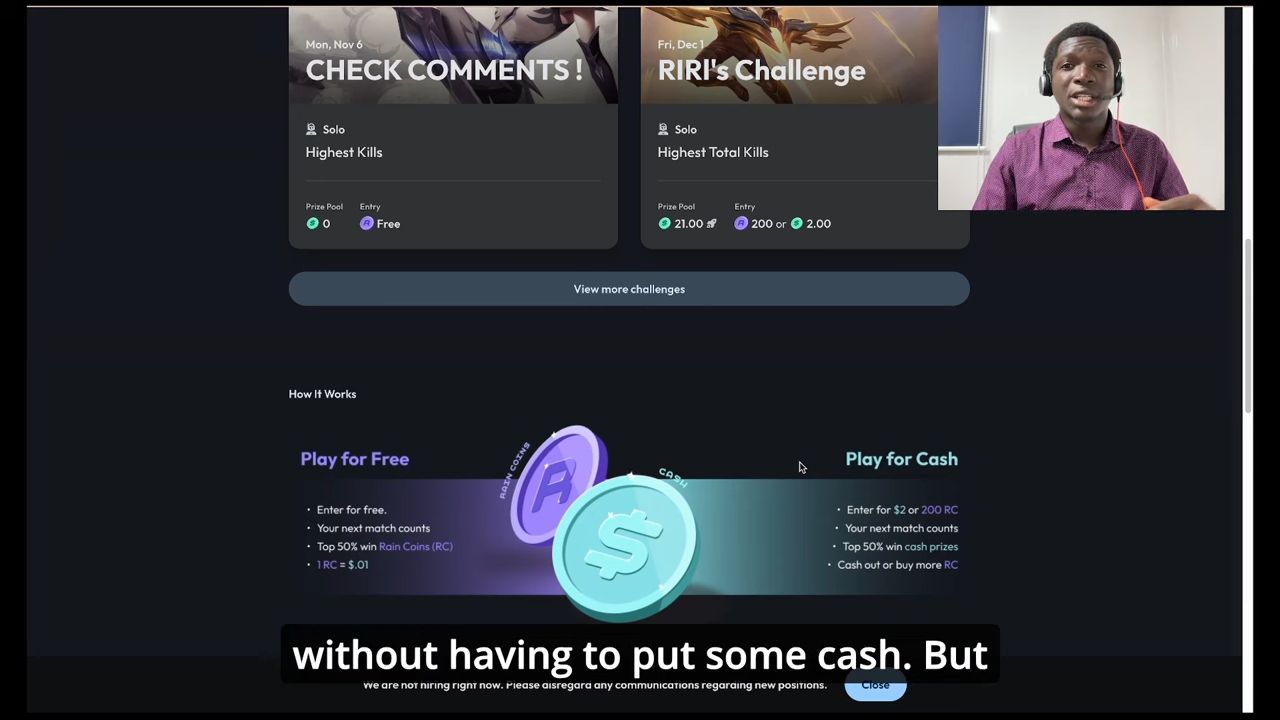 Mon, Nov 6
CHECK COMMENTS !
Solo
Highest Kills
Prize Pool
Entry
0
Free
Fri, Dec 1
RIRI's Challenge
Solo
Highest Total Kills
Prize Pool
Entry
21.00
200 or $ 2.00
View more challenges
How It Works
Play for Free
• Enter for free.
• Your next match counts
• Top 50% win Rain Coins (RC)
• 1 RC = $.01
RAIN COINS
R
CASH
$
Play for Cash
• Enter for $2 or 200 RC
• Your next match counts
• Top 50% win cash prizes
• Cash out or buy more RC
without having to put some cash. But
We are not hiring right now. Please disregard any communications regarding new positions.
Close